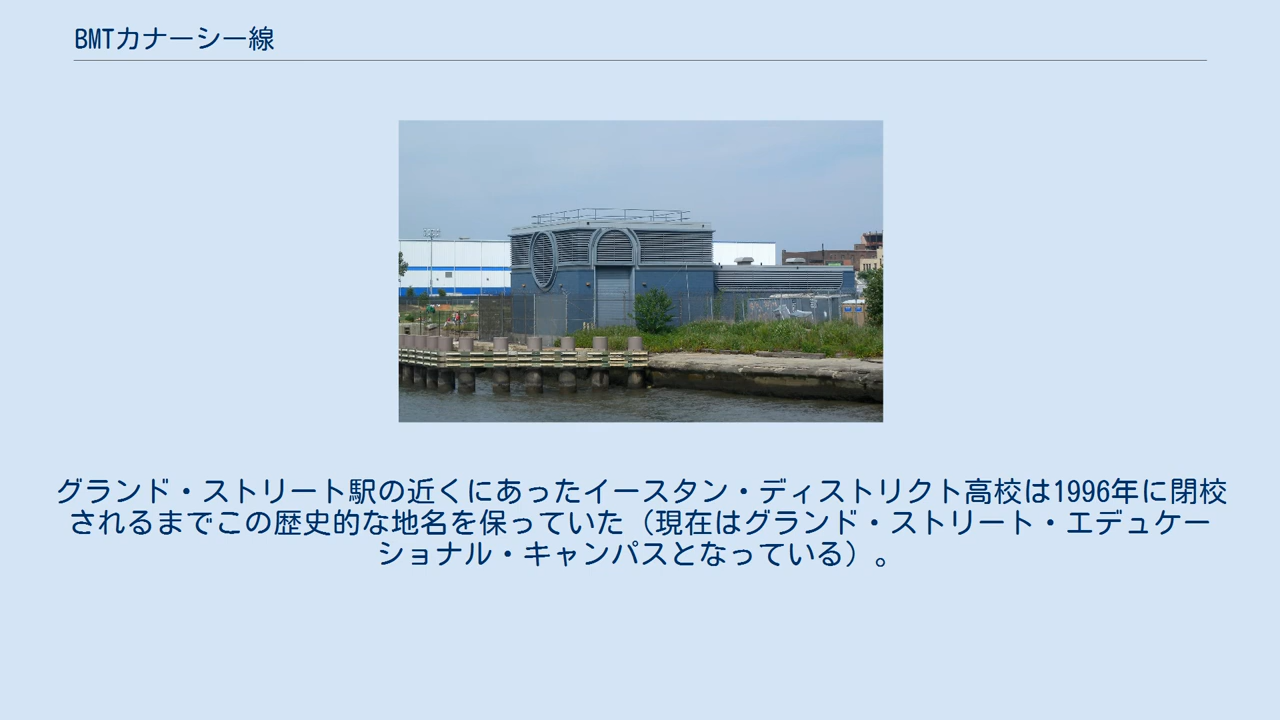 BMTカナーシー線
グランド・ストリート駅の近くにあったイースタン・ディストリクト高校は1996年に閉校
されるまでこの歴史的な地名を保っていた（現在はグランド・ストリート・エデュケー
ショナル・キャンパスとなっている）。